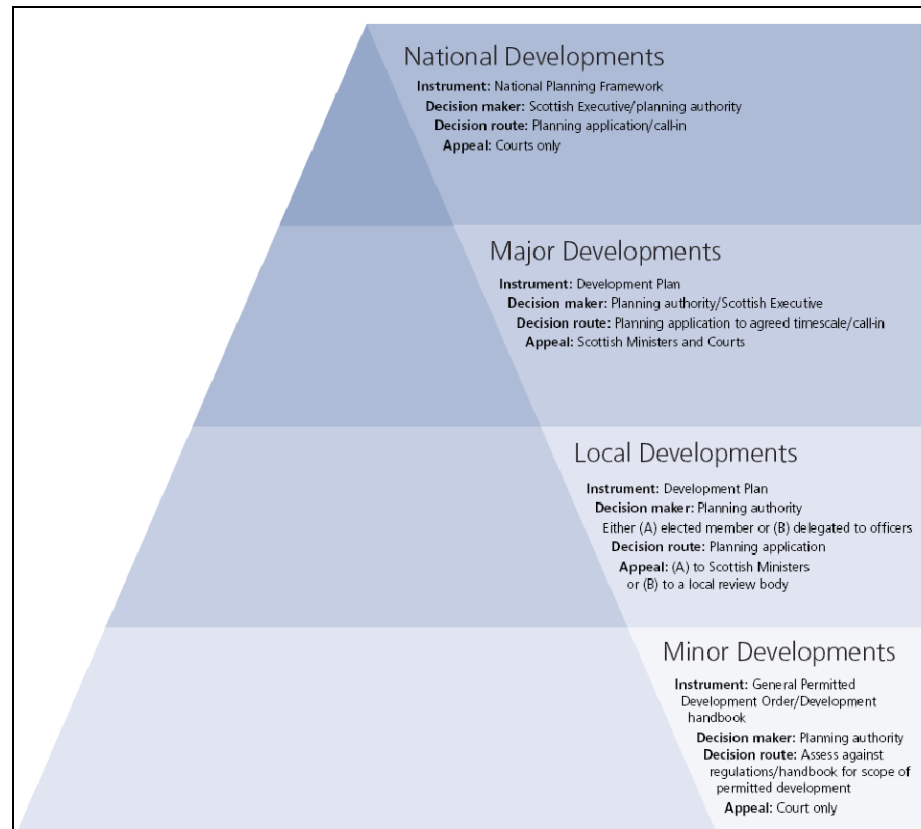 National Developments
Instrument: National Planning Framework
Decision maker: Scottish Executive/planning authority
Decision route: Planning application/call-in
Appeal: Courts only
Major Developments
Instrument: Development Plan
Decision maker: Planning authority/Scottish Executive
Decision route: Planning application to agreed timescale/call-in
Appeal: Scottish Ministers and Courts
Local Developments
Instrument: Development Plan
Decision maker: Planning authority
Either (A) elected member or (B) delegated to officers
Decision route: Planning application
Appeal: (A) to Scottish Ministers
or (B) to a local review body
Minor Developments
Instrument: General Permitted
Development Order/Development
handbook
Decision maker: Planning authority
Decision route: Assess against
regulations/handbook for scope of
permitted development
Appeal: Court only